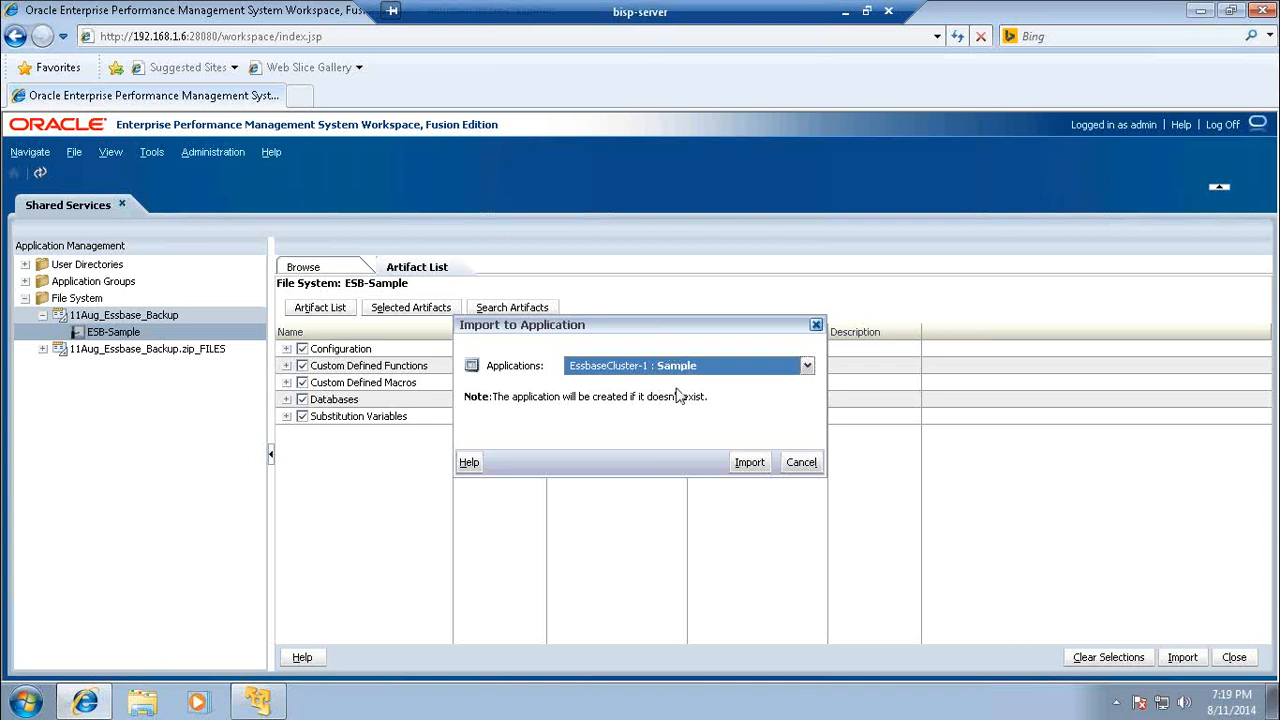 Oracle Enterprise Performance Management System Workspace, Fus
bisp-server
http://192.168.1.6:28080/workspace/index.jsp
Bing
Favorites
Suggested Sites
Web Slice Gallery
Oracle Enterprise Performance Management Syst...
ORACLE Enterprise Performance Management System Workspace, Fusion Edition
Logged in as admin | Help | Log Off
Navigate File View Tools Administration Help
Shared Services
Application Management
User Directories
Application Groups
File System
11Aug_Essbase_Backup
ESB-Sample
11Aug_Essbase_Backup.zip_FILES
Browse
Artifact List
File System: ESB-Sample
Artifact List
Selected Artifacts
Search Artifacts
Name
Description
Configuration
Custom Defined Functions
Custom Defined Macros
Databases
Substitution Variables
Import to Application
Applications: EssbaseCluster-1 : Sample
Note:The application will be created if it doesn' exist.
Help
Import
Cancel
Help
Clear Selections
Import
Close
7:19 PM
8/11/2014